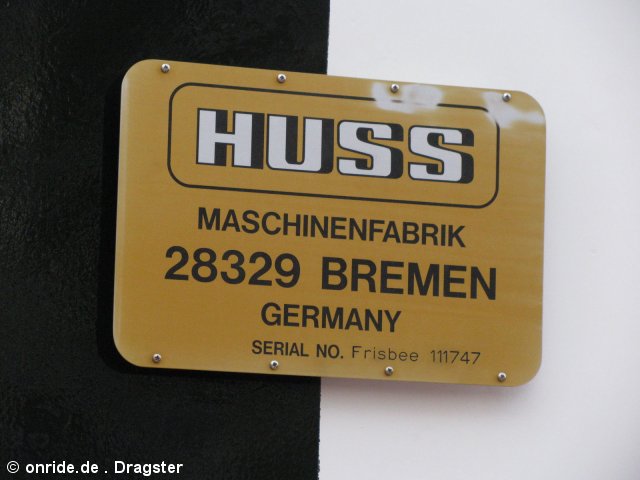 HUSS
MASCHINENFABRIK
28329 BREMEN
GERMANY
SERIAL NO. Frisbee 111747
© onride.de . Dragster